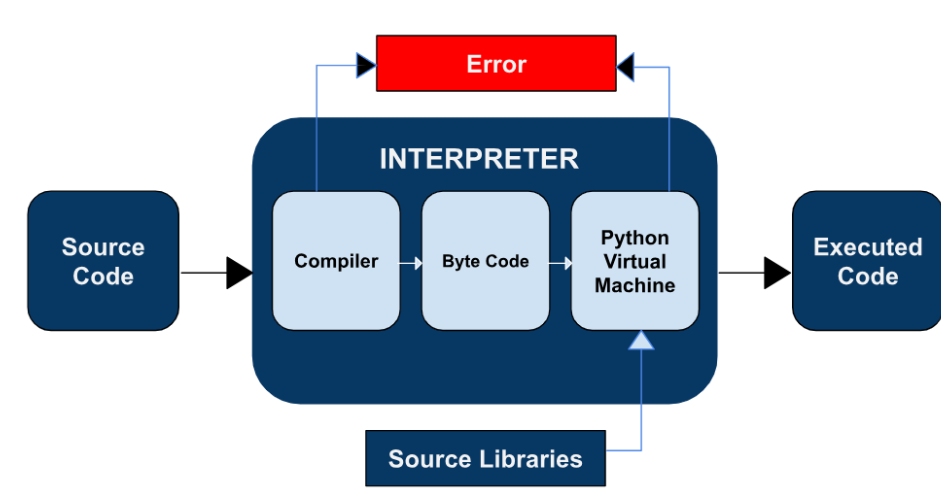 Error
INTERPRETER
Source
Code
Compiler
Byte Code
Python
Virtual
Machine
Executed
Code
Source Libraries